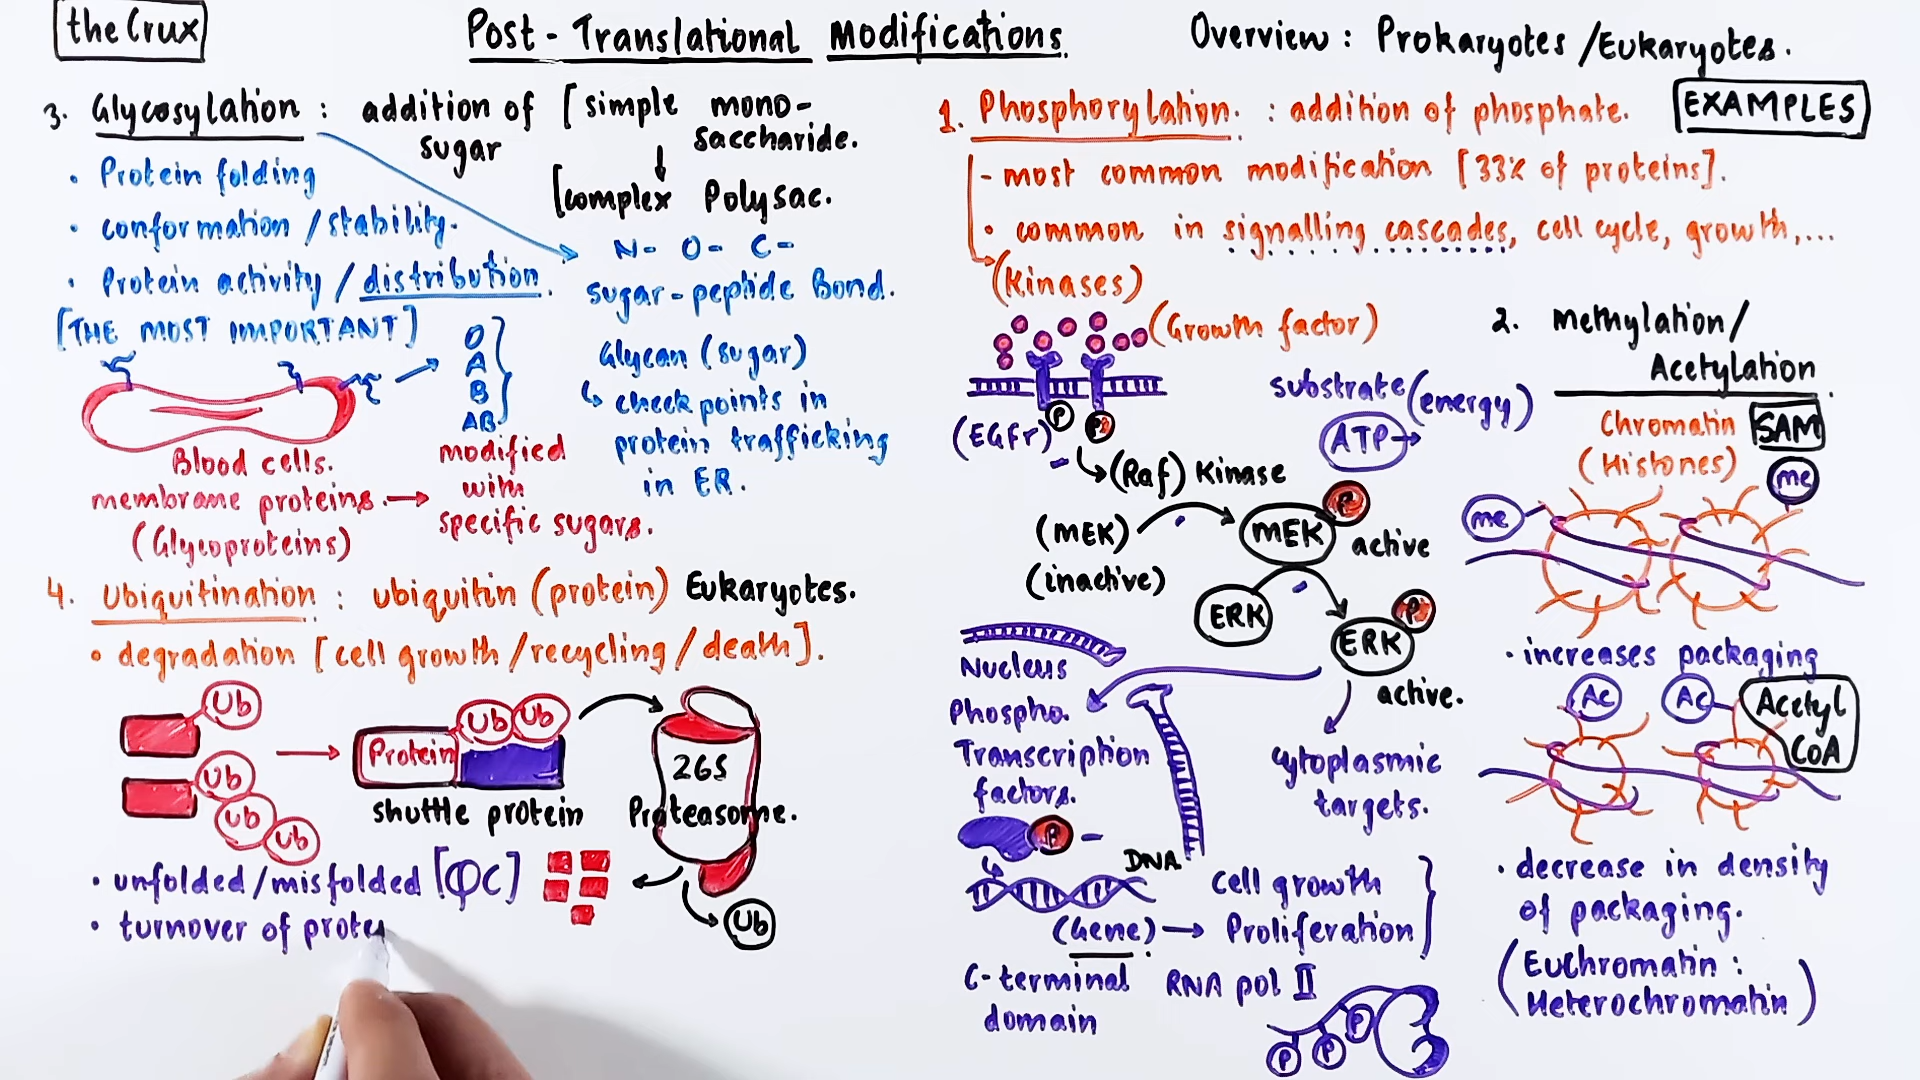 the Crux
Post-Translational Modifications
Overview: Prokaryotes/Eukaryotes.
3. Glycosylation : addition of [simple mono-
sugar saccharide.
[complex Polysac.
• Protein folding
• conformation/stability.
• Protein activity/distribution.
[THE MOST IMPORTANT]
N- O- C-
sugar-peptide Bond.
Glycan (sugar)
checkpoints in
protein trafficking
in ER.
O
A
B
AB
Blood cells.
membrane proteins.
(Glycoproteins)
modified
with
specific sugars.
4. Ubiquitination : ubiquitin (protein) Eukaryotes.
• degradation [cell growth/recycling/death].
Ub
Ub
Ub
Ub
Protein
Ub Ub
shuttle protein
26S
Proteasome.
Ub
• unfolded/misfolded [QC]
• turnover of prote
EXAMPLES
1. Phosphorylation. : addition of phosphate.
- most common modification [33% of proteins].
• common in signalling cascades, cell cycle, growth,...
(Kinases)
(Growth factor)
(EGFr)
P
P
(Raf) Kinase
substrate (energy)
ATP
(MEK)
(inactive)
MEK
P
active
ERK
ERK
P
active.
Nucleus
Phospho.
Transcription
factors.
P
cytoplasmic
targets.
DNA
(Gene) → cell growth
Proliferation
C-terminal RNA pol II
domain
P P P
2. Methylation/
Acetylation
Chromatin SAM
(Histones)
me
me
• increases packaging
Ac
Ac
Acetyl
CoA
• decrease in density
of packaging.
(Euchromatin :
Heterochromatin)